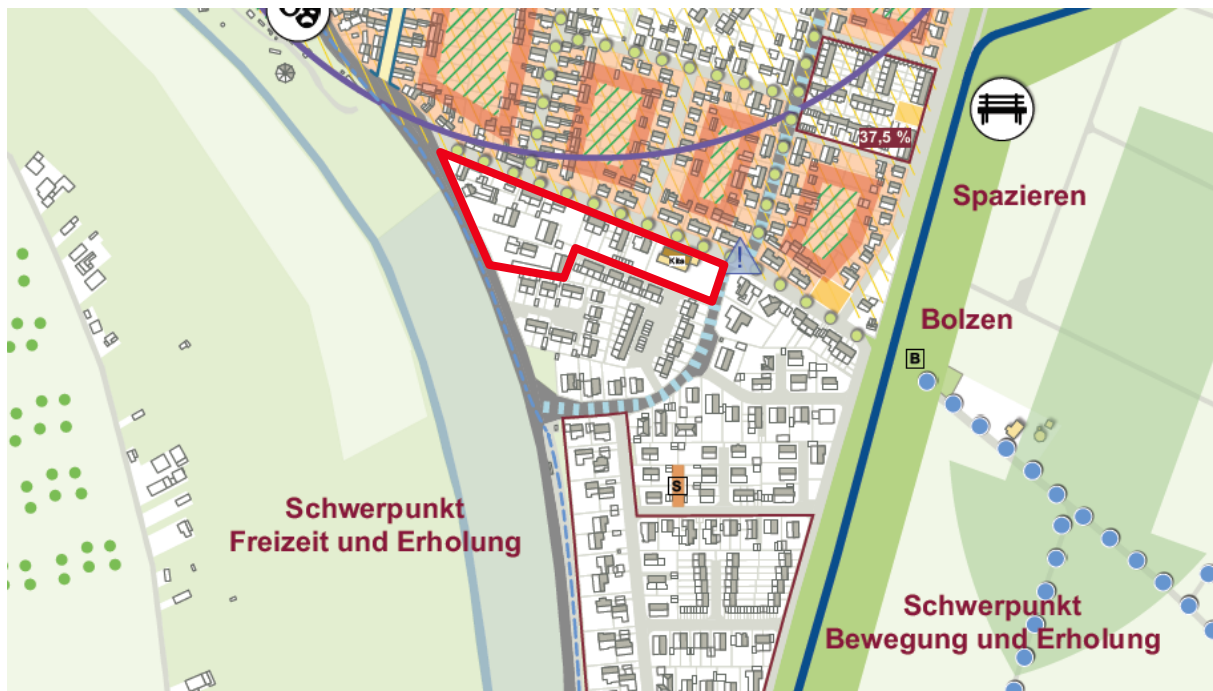 37,5 %
Spazieren
Kita
!
Bolzen
B
S
Schwerpunkt
Freizeit und Erholung
Schwerpunkt
Bewegung und Erholung